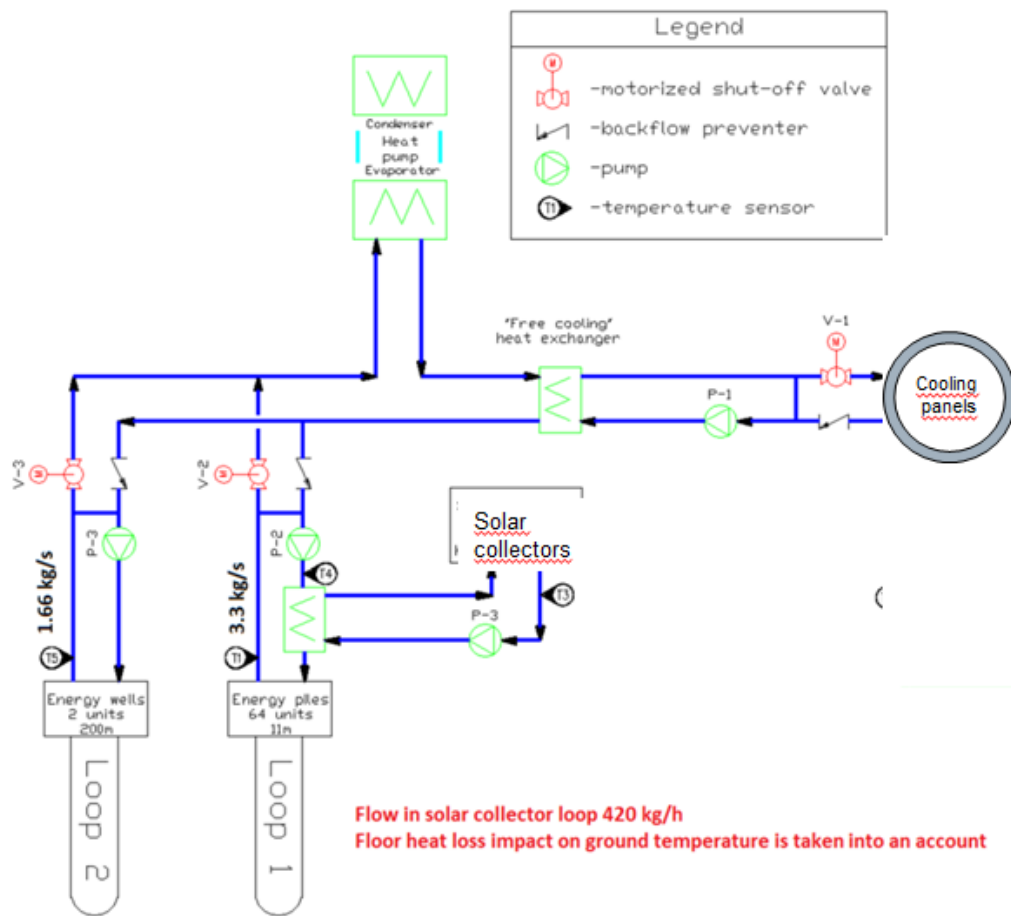 Legend
M
-motorized shut-off valve
-backflow preventer
-pump
T1
-temperature sensor
Condenser
Heat
pump
Evaporator
"Free cooling"
heat exchanger
V-1
M
Cooling
panels
P-1
V-3
M
V-2
M
P-3
P-2
Solar
collectors
T4
T3
P-3
1.66 kg/s
3.3 kg/s
T5
T1
Energy wells
2 units
200m
Energy piles
64 units
11m
Loop 2
Loop 1
Flow in solar collector loop 420 kg/h
Floor heat loss impact on ground temperature is taken into an account